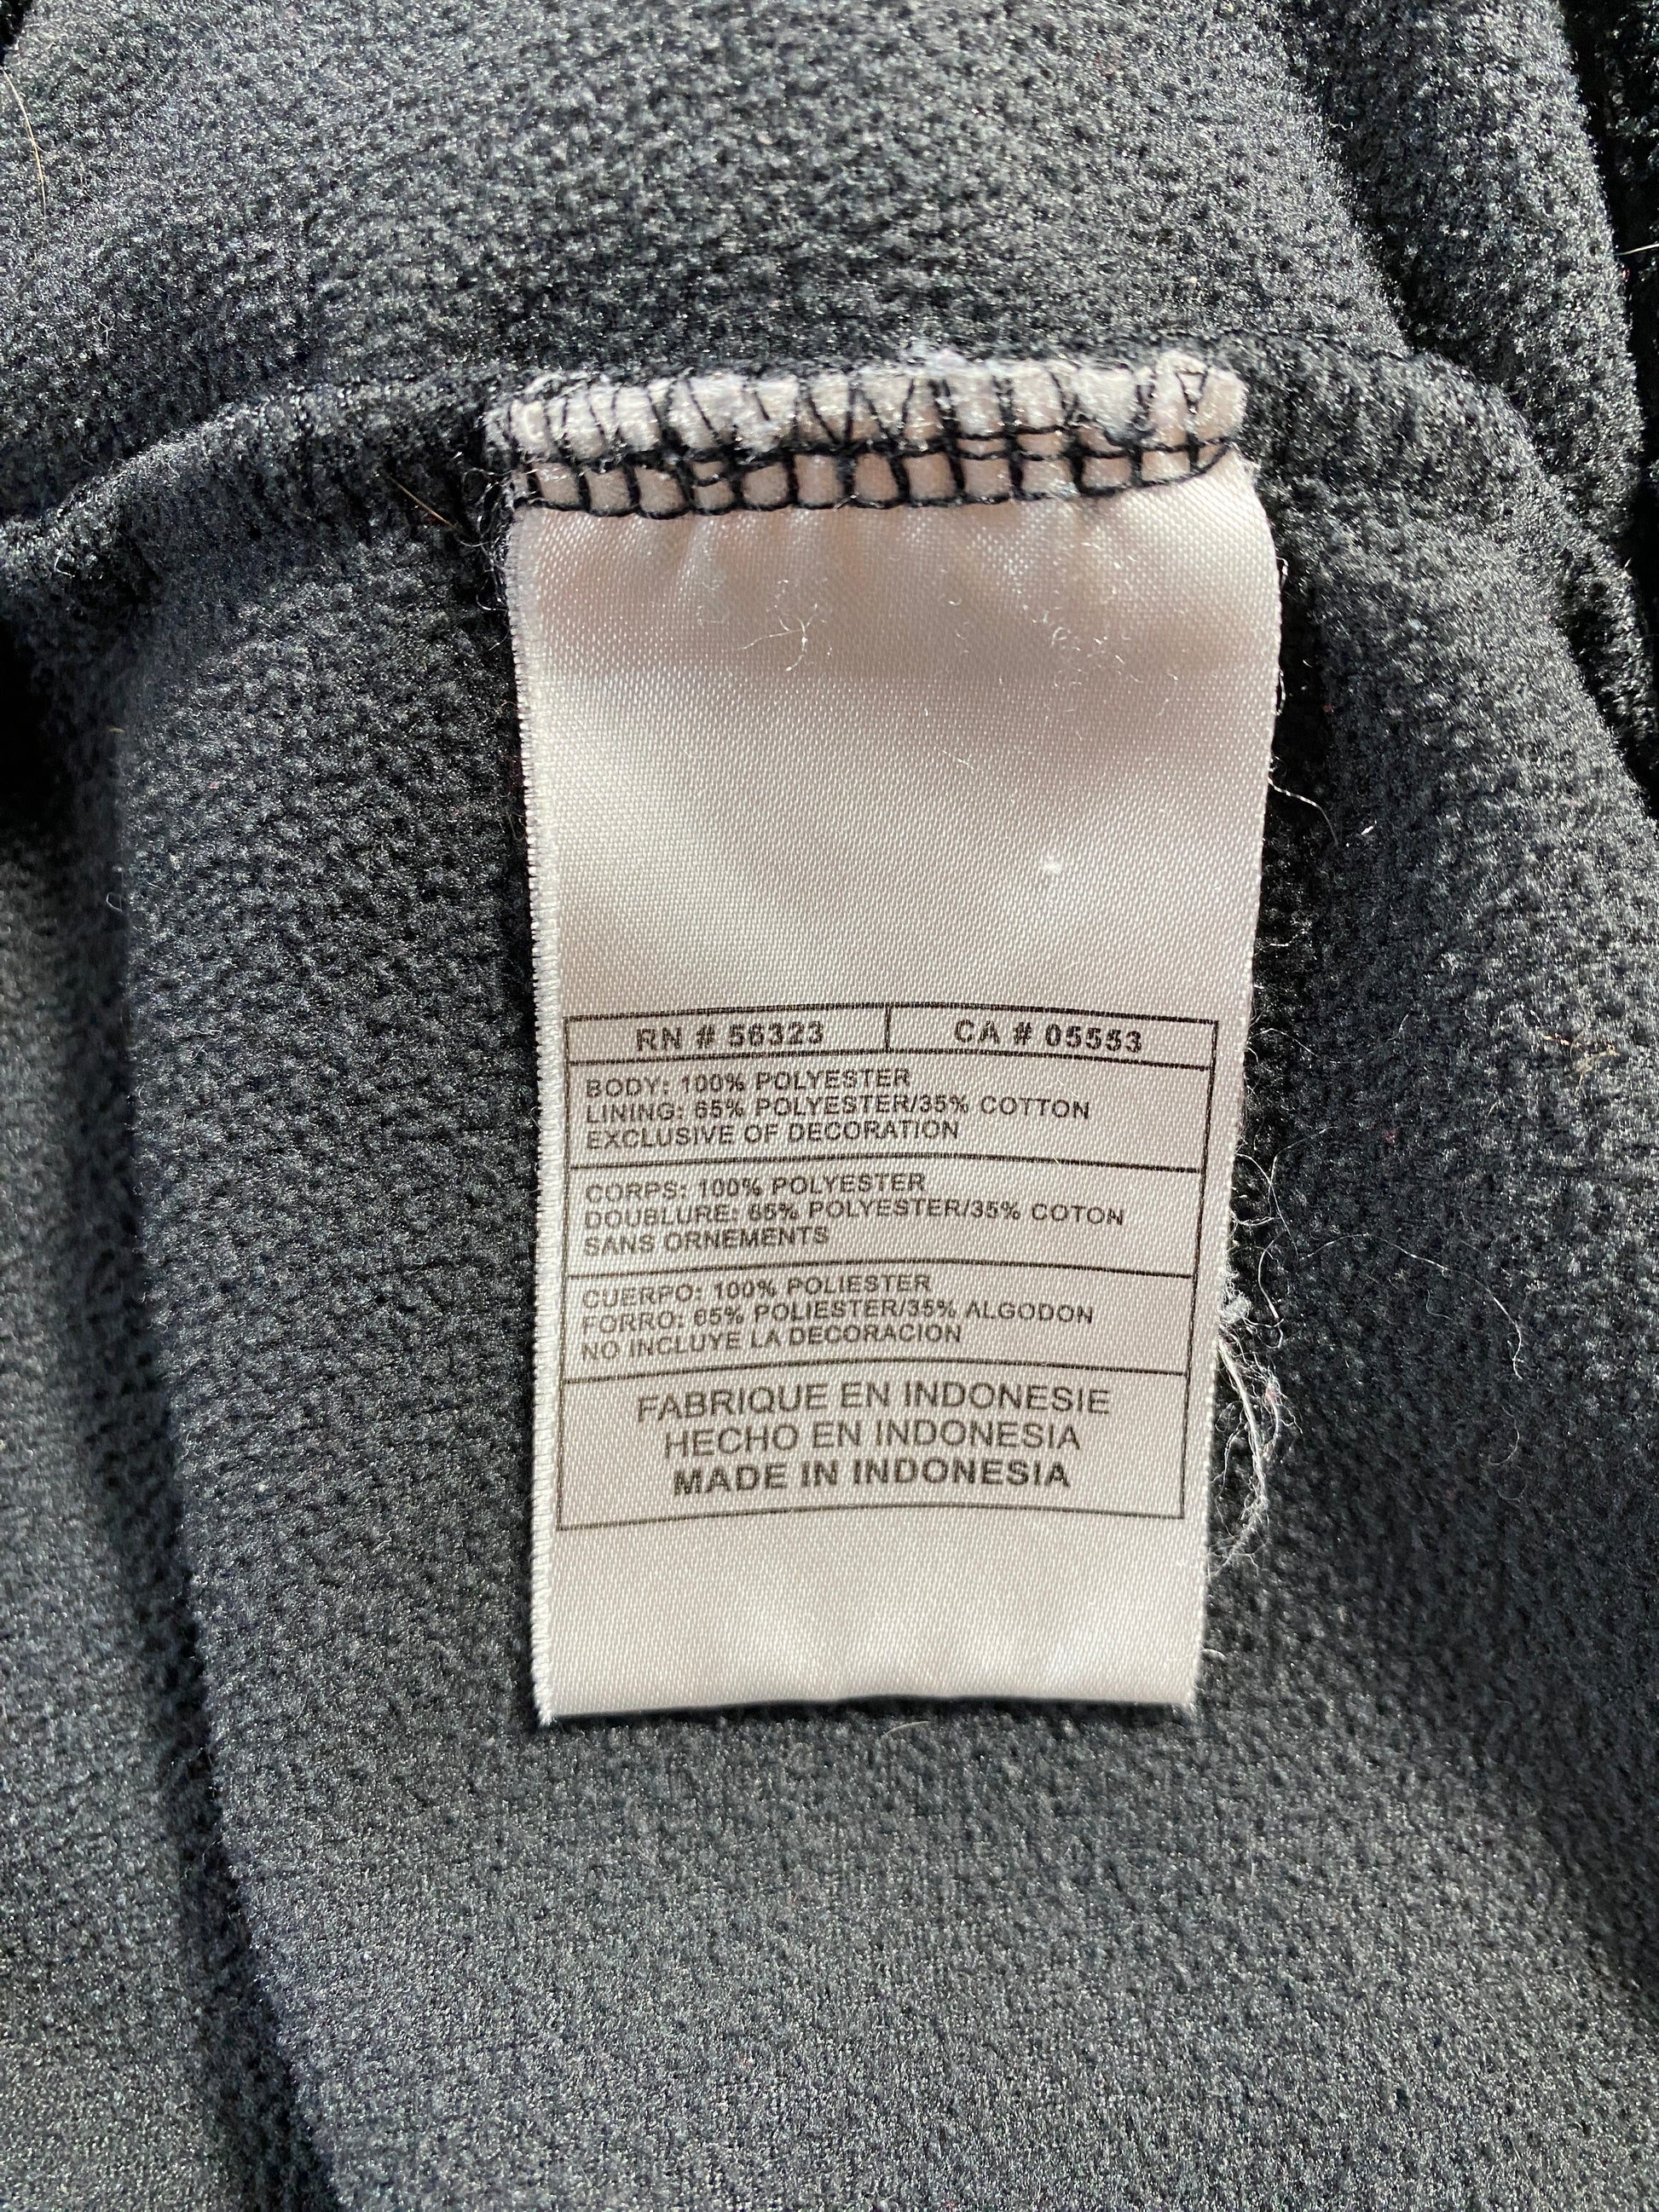 RN # 56323 CA # 05553
BODY: 100% POLYESTER
LINING: 65% POLYESTER/35% COTTON
EXCLUSIVE OF DECORATION
CORPS: 100% POLYESTER
DOUBLURE: 65% POLYESTER/35% COTON
SANS ORNEMENTS
CUERPO: 100% POLIESTER
FORRO: 65% POLIESTER/35% ALGODON
NO INCLUYE LA DECORACION
FABRIQUE EN INDONESIE
HECHO EN INDONESIA
MADE IN INDONESIA